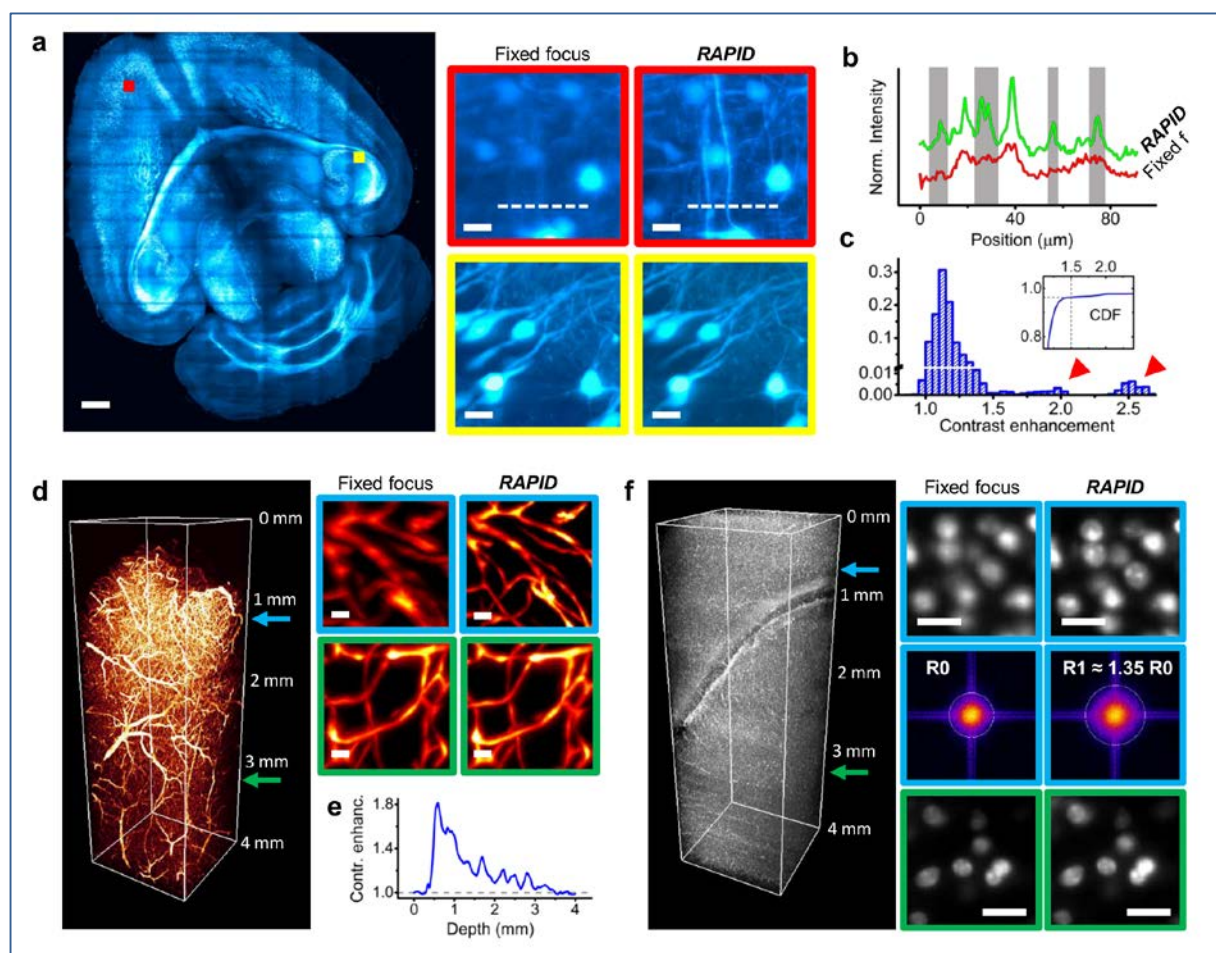 a
Fixed focus
RAPID
b
Norm. Intensity
RAPID
Fixed f
0 40 80
Position (μm)
c
0.3
0.2
0.1
0.01
0.00
1.0 1.5 2.0 2.5
Contrast enhancement
1.5 2.0
1.0
0.8
CDF
d
Fixed focus
RAPID
0 mm
1 mm
2 mm
3 mm
4 mm
e
Contr. enhanc.
1.8
1.4
1.0
0 1 2 3 4
Depth (mm)
f
Fixed focus
RAPID
0 mm
1 mm
2 mm
3 mm
4 mm
R0
R1 ≈ 1.35 R0